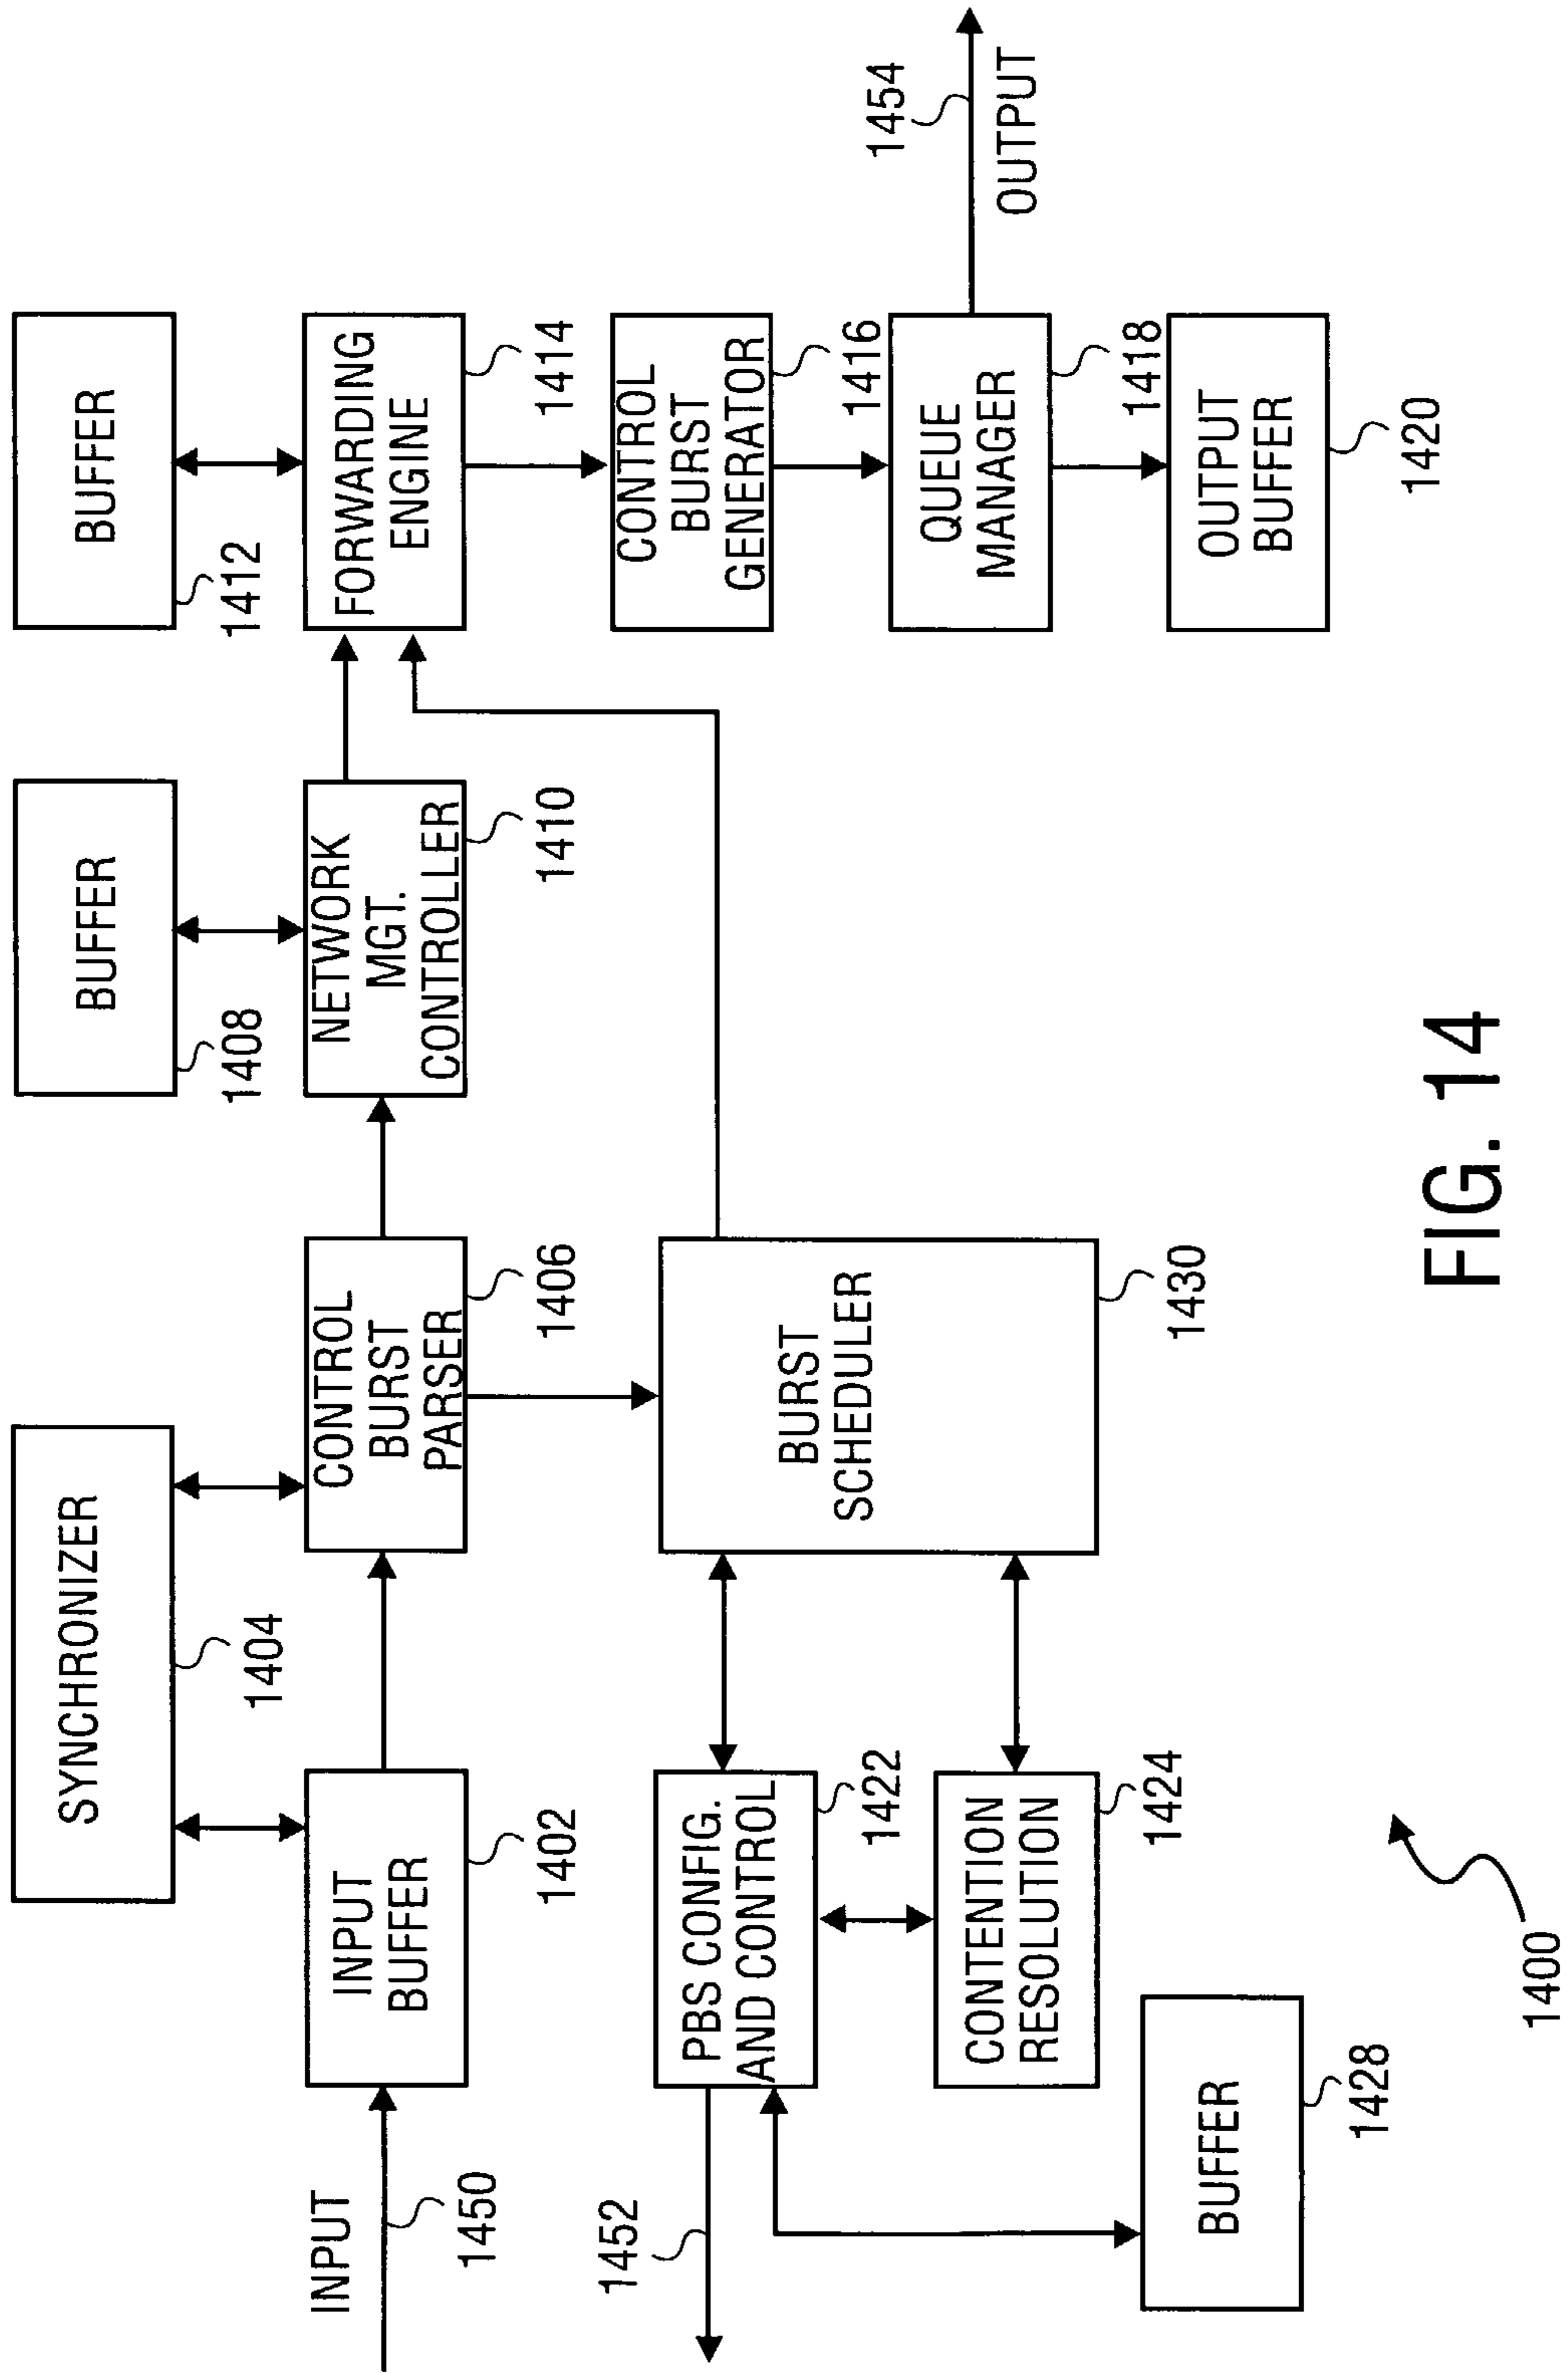 SYNCHRONIZER
1404
BUFFER
1408
BUFFER
1412
INPUT
1450
INPUT
BUFFER
1402
CONTROL
BURST
PARSER
1406
NETWORK
MGT.
CONTROLLER
1410
FORWARDING
ENGINE
1414
1452
PBS CONFIG.
AND CONTROL
1422
BURST
SCHEDULER
1430
CONTROL
BURST
GENERATOR
1416
CONTENTION
RESOLUTION
1424
QUEUE
MANAGER
1418
1454
OUTPUT
BUFFER
1428
OUTPUT
BUFFER
1420
1400
FIG. 14